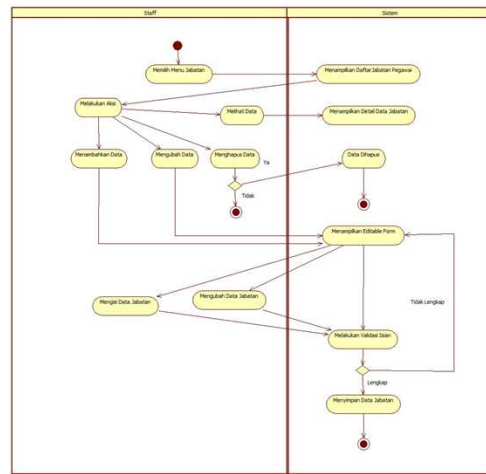 Staff
Sistem
Memilih Menu Jabatan
Menampilkan DaftarJabatan Pegawai
Melakukan Aksi
Melihat Data
Menampilkan Detail Data Jabatan
Menambahkan Data
Mengubah Data
Menghapus Data
Ya
Data Dihapus
Tidak
Menampilkan Editable Form
Mengisi Data Jabatan
Mengubah Data Jabatan
Tidak Lengkap
Melakukan Validasi Isian
Lengkap
Menyimpan Data Jabatan